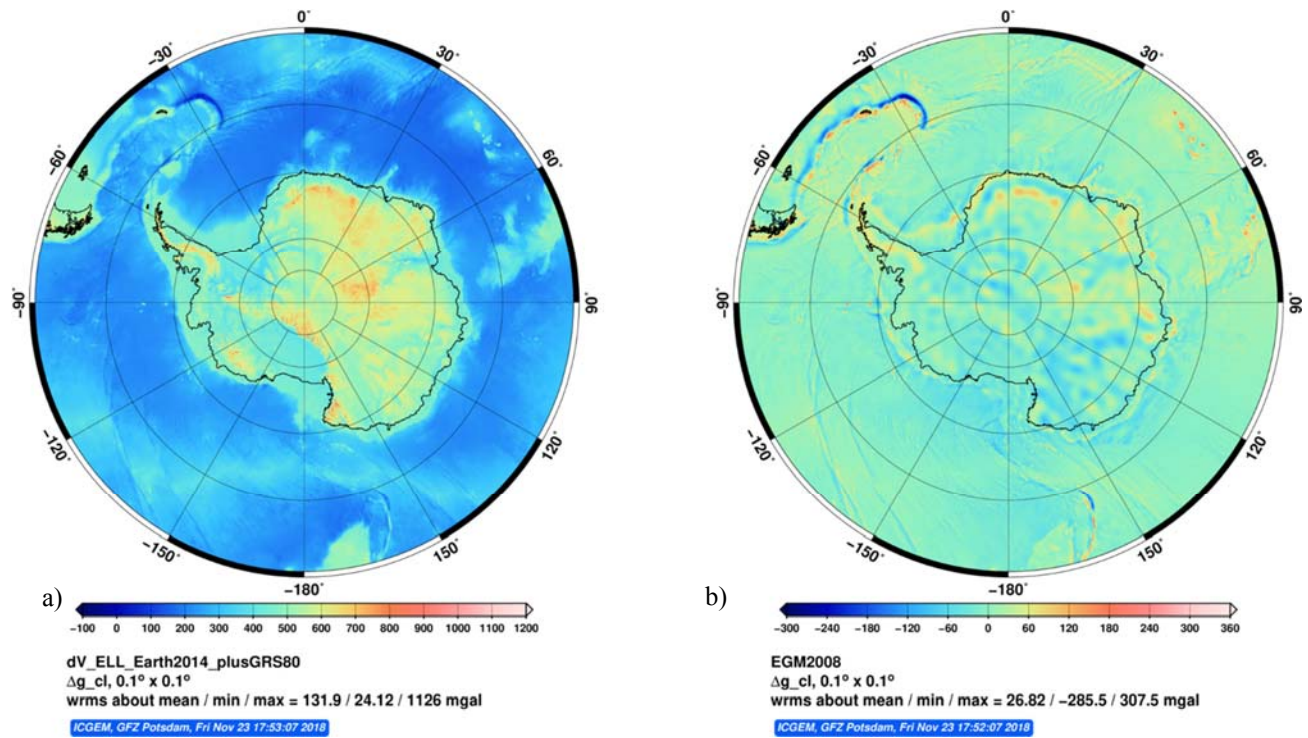 0°
30°
60°
90°
120°
150°
−180°
−150°
−120°
−90°
−60°
−30°
a)
−100 0 100 200 300 400 500 600 700 800 900 1000 1100 1200
dV_ELL_Earth2014_plusGRS80
Δg_cl, 0.1° x 0.1°
wrms about mean / min / max = 131.9 / 24.12 / 1126 mgal
ICGEM, GFZ Potsdam, Fri Nov 23 17:53:07 2018
0°
30°
60°
90°
120°
150°
−180°
−150°
−120°
−90°
−60°
−30°
b)
−300 −240 −180 −120 −60 0 60 120 180 240 300 360
EGM2008
Δg_cl, 0.1° x 0.1°
wrms about mean / min / max = 26.82 / −285.5 / 307.5 mgal
ICGEM, GFZ Potsdam, Fri Nov 23 17:52:07 2018